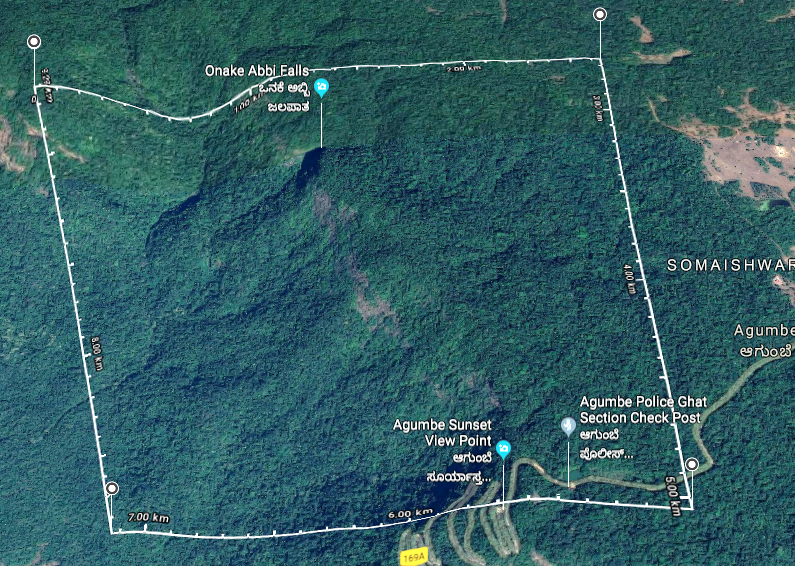 Onake Abbi Falls
ಒನಕೆ ಅಬ್ಬಿ
ಜಲಪಾತ
1.00 km
2.00 km
3.00 km
4.00 km
SOMAISHWAR
Agumbe
ಆಗುಂಬೆ
8.00 km
Agumbe Police Ghat
Section Check Post
ಆಗುಂಬೆ
ಪೊಲೀಸ್...
Agumbe Sunset
View Point
ಆಗುಂಬೆ
ಸೂರ್ಯಾಸ್ತ...
5.00 km
6.00 km
7.00 km
169A